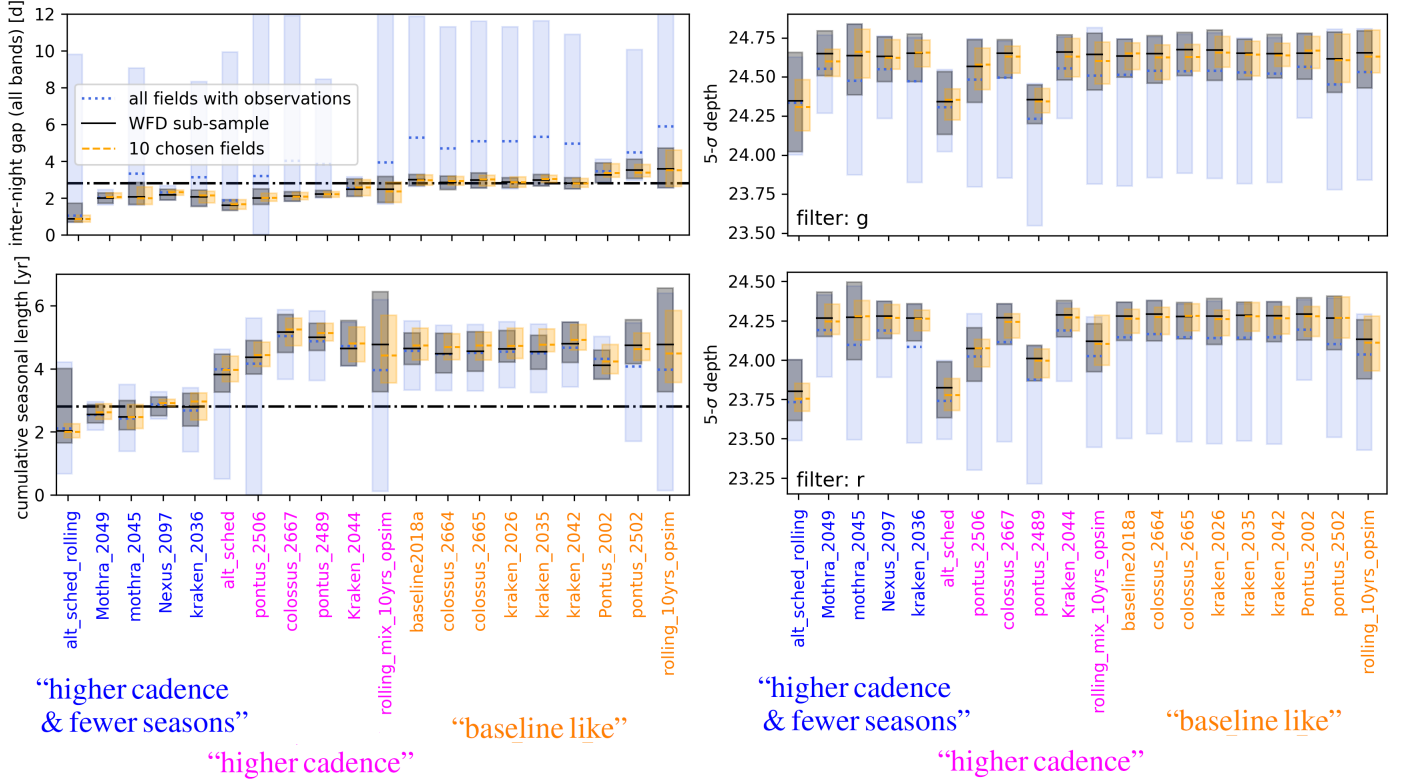 inter-night gap (all bands) [d]
12
10
8
6
4
2
0
all fields with observations
WFD sub-sample
10 chosen fields
cumulative seasonal length [yr]
6
4
2
0
alt_sched_rolling
Mothra_2049
mothra_2045
Nexus_2097
kraken_2036
alt_sched
pontus_2506
colossus_2667
pontus_2489
Kraken_2044
rolling_mix_10yrs_opsim
baseline2018a
colossus_2664
colossus_2665
kraken_2026
kraken_2035
kraken_2042
Pontus_2002
pontus_2502
rolling_10yrs_opsim
“higher cadence
& fewer seasons”
“higher cadence”
“baseline like”
5-σ depth
24.75
24.50
24.25
24.00
23.75
23.50
filter: g
5-σ depth
24.50
24.25
24.00
23.75
23.50
23.25
filter: r
alt_sched_rolling
Mothra_2049
mothra_2045
Nexus_2097
kraken_2036
alt_sched
pontus_2506
colossus_2667
pontus_2489
Kraken_2044
rolling_mix_10yrs_opsim
baseline2018a
colossus_2664
colossus_2665
kraken_2026
kraken_2035
kraken_2042
Pontus_2002
pontus_2502
rolling_10yrs_opsim
“higher cadence
& fewer seasons”
“higher cadence”
“baseline like”